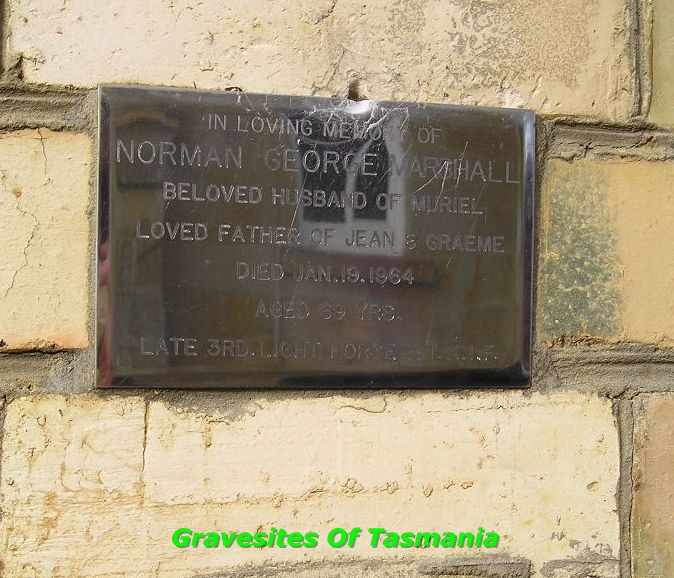 IN LOVING MEMORY OF
NORMAN GEORGE MARSHALL
BELOVED HUSBAND OF MURIEL
LOVED FATHER OF JEAN & GRAEME
DIED JAN.19.1964
AGED 69 YRS.
LATE 3RD. LIGHT HORSE 1ST. A.I.F.
Gravesites Of Tasmania